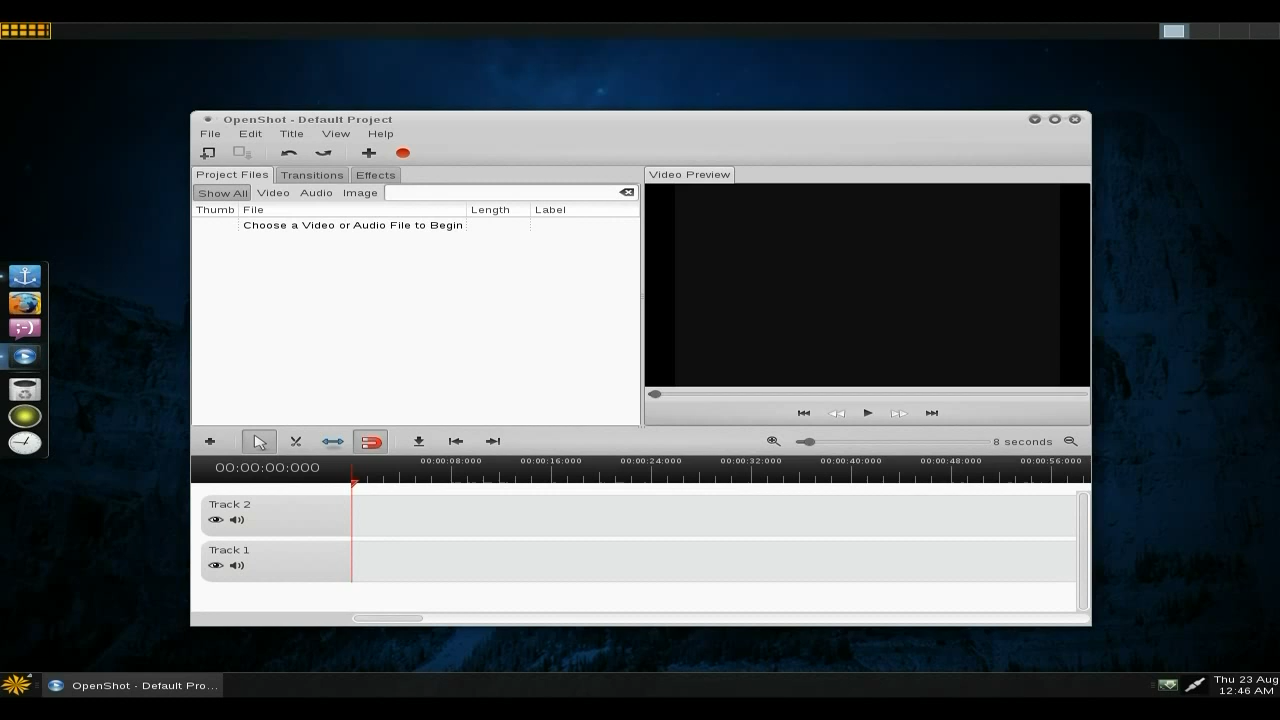 OpenShot - Default Project
File Edit Title View Help
Project Files Transitions Effects
Video Preview
Show All Video Audio Image
Thumb File Length Label
Choose a Video or Audio File to Begin
;-)
8 seconds
00:00:00:000
00:00:08:000 00:00:16:000 00:00:24:000 00:00:32:000 00:00:40:000 00:00:48:000 00:00:56:000
Track 2
Track 1
OpenShot - Default Pro...
Thu 23 Aug
12:46 AM